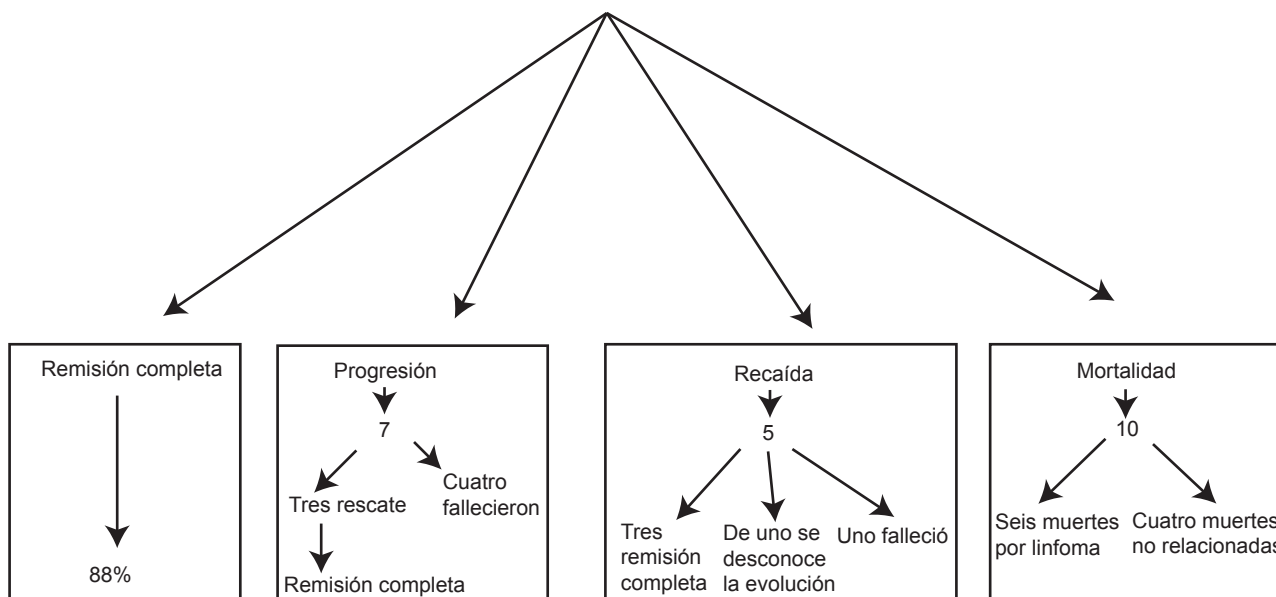 Remisión completa
88%
Progresión
7
Tres rescate
Cuatro
fallecieron
Remisión completa
Recaída
5
Tres
remisión
completa
De uno se
desconoce
la evolución
Uno falleció
Mortalidad
10
Seis muertes
por linfoma
Cuatro muertes
no relacionadas